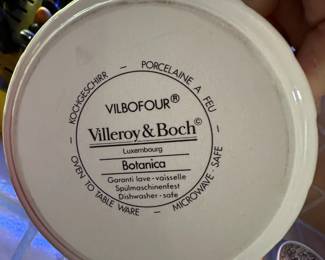 — KOCHGESCHIRR — PORCELAINE A FEU —
VILBOFOUR®
Villeroy & Boch©
Luxembourg
Botanica
Garanti lave-vaisselle
Spülmaschinenfest
Dishwasher-safe
OVEN TO TABLE WARE — MICROWAVE-SAFE